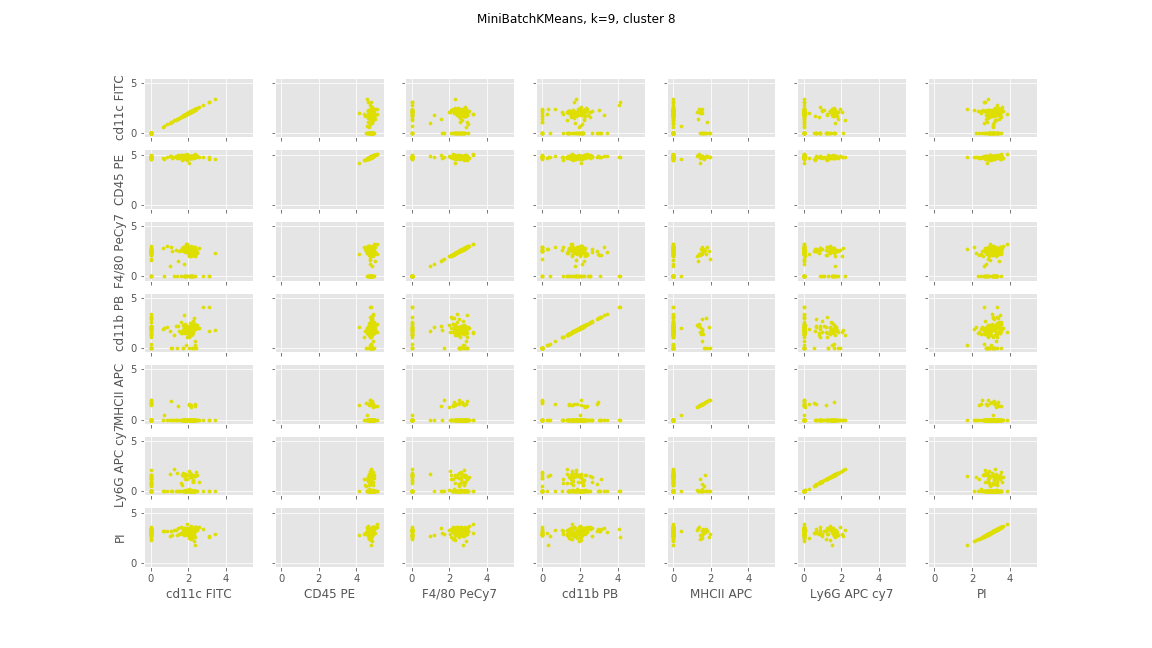 MiniBatchKMeans, k=9, cluster 8
cd11c FITC
5
0
CD45 PE
5
0
F4/80 PeCy7
5
0
cd11b PB
5
0
MHCII APC
5
0
Ly6G APC cy7
5
0
PI
5
0
0 2 4 0 2 4 0 2 4 0 2 4 0 2 4 0 2 4 0 2 4
cd11c FITC CD45 PE F4/80 PeCy7 cd11b PB MHCII APC Ly6G APC cy7 PI